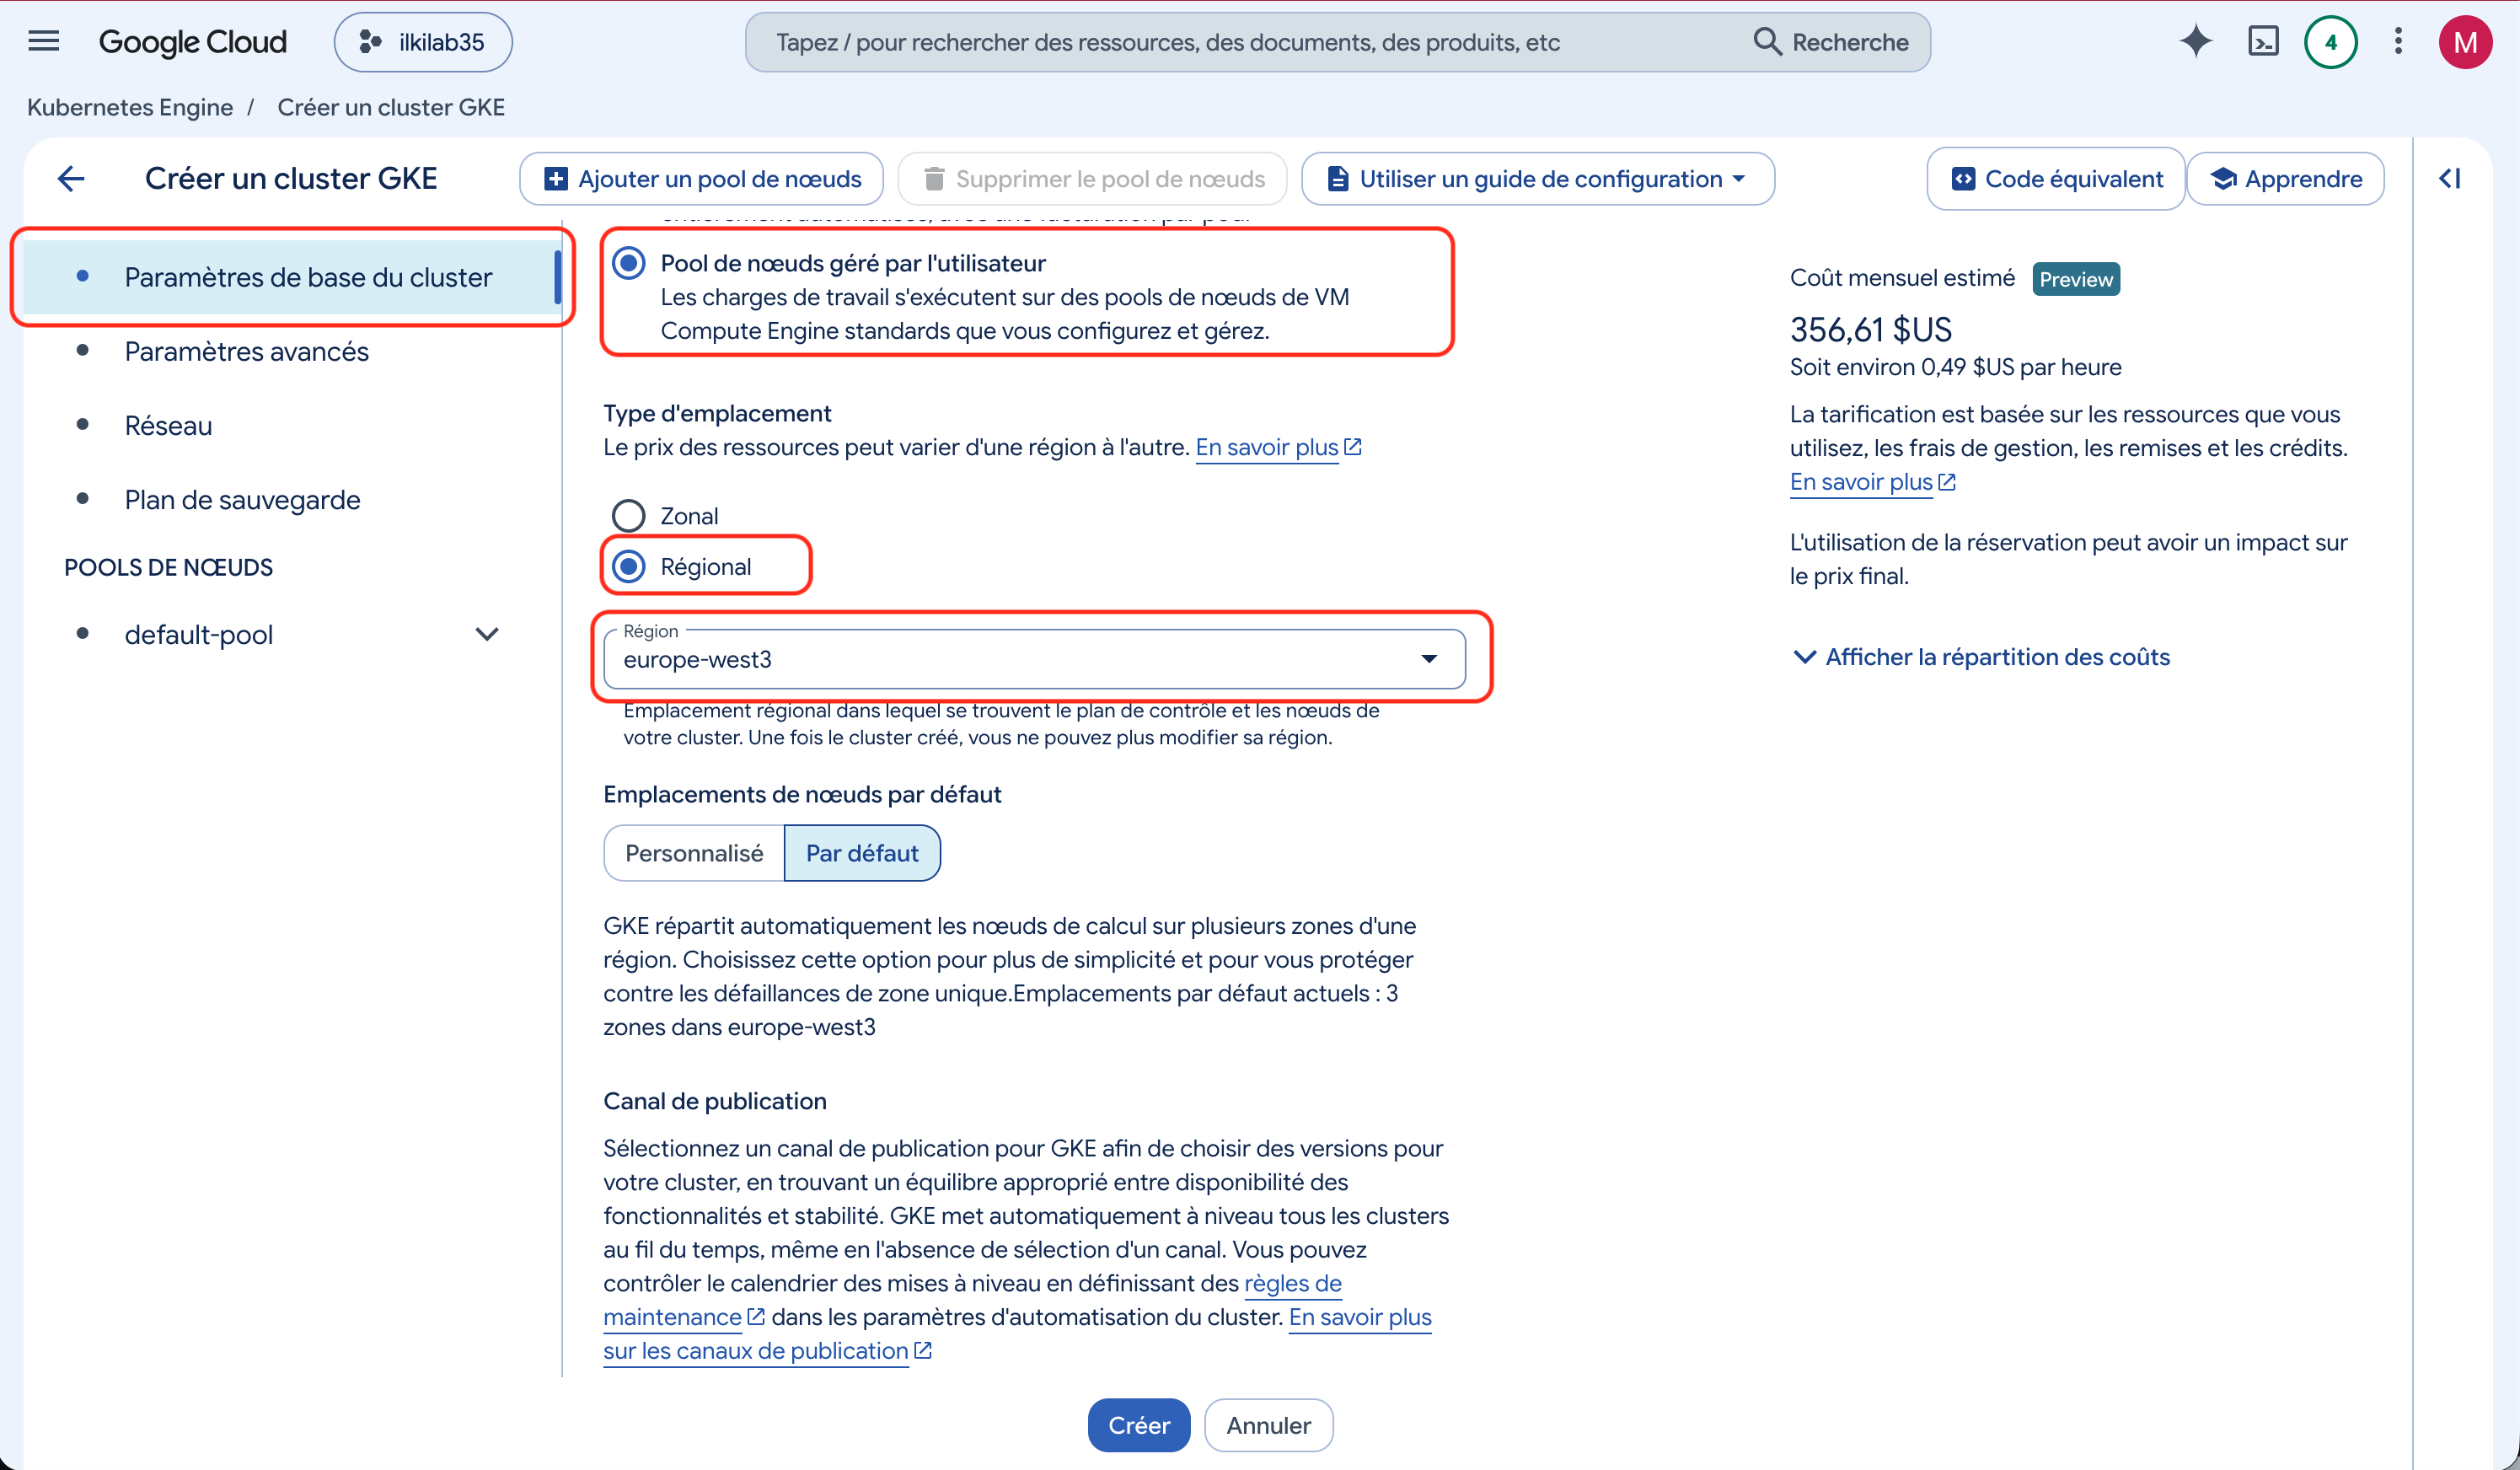 Google Cloud
ilkilab35
Tapez / pour rechercher des ressources, des documents, des produits, etc
Recherche
4
M
Kubernetes Engine / Créer un cluster GKE
Créer un cluster GKE
Ajouter un pool de nœuds
Supprimer le pool de nœuds
Utiliser un guide de configuration
Code équivalent
Apprendre
Paramètres de base du cluster
Paramètres avancés
Réseau
Plan de sauvegarde
POOLS DE NŒUDS
default-pool
Pool de nœuds géré par l'utilisateur
Les charges de travail s'exécutent sur des pools de nœuds de VM
Compute Engine standards que vous configurez et gérez.
Type d'emplacement
Le prix des ressources peut varier d'une région à l'autre. En savoir plus
Zonal
Régional
Région
europe-west3
Emplacement régional dans lequel se trouvent le plan de contrôle et les nœuds de
votre cluster. Une fois le cluster créé, vous ne pouvez plus modifier sa région.
Emplacements de nœuds par défaut
Personnalisé
Par défaut
GKE répartit automatiquement les nœuds de calcul sur plusieurs zones d'une
région. Choisissez cette option pour plus de simplicité et pour vous protéger
contre les défaillances de zone unique.Emplacements par défaut actuels : 3
zones dans europe-west3
Canal de publication
Sélectionnez un canal de publication pour GKE afin de choisir des versions pour
votre cluster, en trouvant un équilibre approprié entre disponibilité des
fonctionnalités et stabilité. GKE met automatiquement à niveau tous les clusters
au fil du temps, même en l'absence de sélection d'un canal. Vous pouvez
contrôler le calendrier des mises à niveau en définissant des règles de
maintenance dans les paramètres d'automatisation du cluster. En savoir plus
sur les canaux de publication
Coût mensuel estimé
Preview
356,61 $US
Soit environ 0,49 $US par heure
La tarification est basée sur les ressources que vous
utilisez, les frais de gestion, les remises et les crédits.
En savoir plus
L'utilisation de la réservation peut avoir un impact sur
le prix final.
Afficher la répartition des coûts
Créer
Annuler